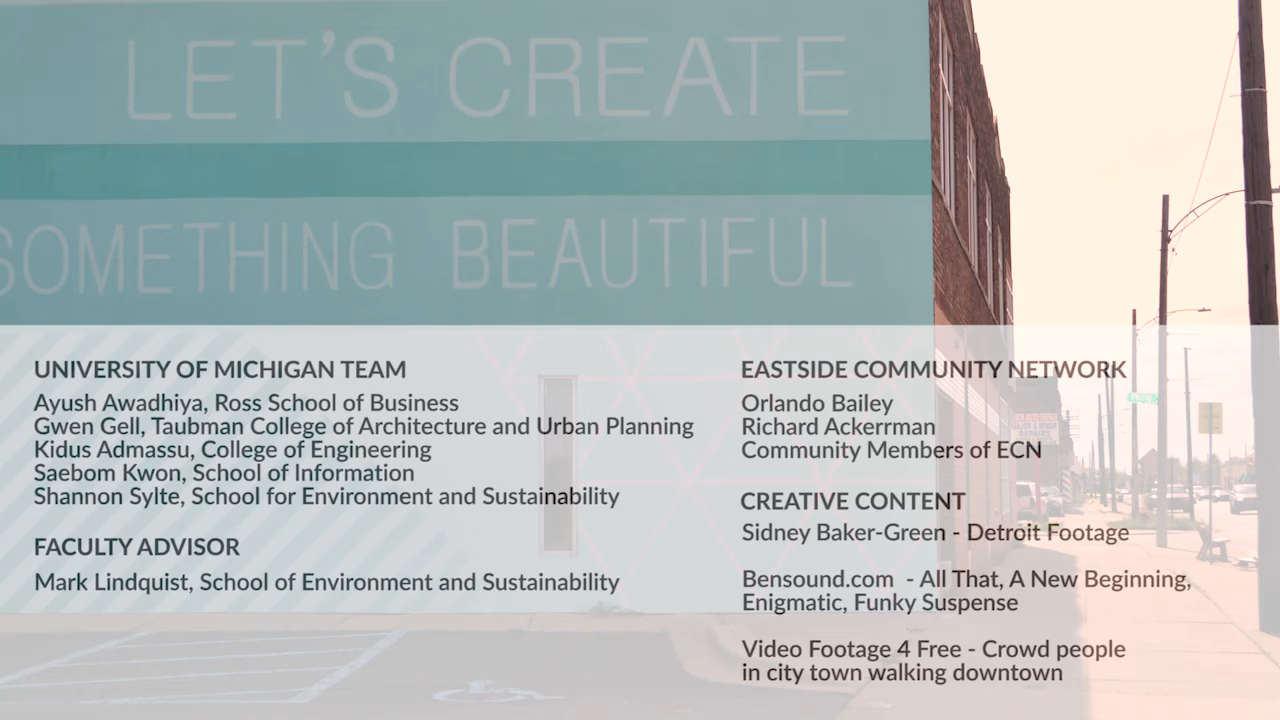 LET'S CREATE
SOMETHING BEAUTIFUL
UNIVERSITY OF MICHIGAN TEAM
Ayush Awadhiya, Ross School of Business
Gwen Gell, Taubman College of Architecture and Urban Planning
Kidus Admassu, College of Engineering
Saebom Kwon, School of Information
Shannon Sylte, School for Environment and Sustainability
FACULTY ADVISOR
Mark Lindquist, School of Environment and Sustainability
EASTSIDE COMMUNITY NETWORK
Orlando Bailey
Richard Ackerrman
Community Members of ECN
CREATIVE CONTENT
Sidney Baker-Green - Detroit Footage
Bensound.com - All That, A New Beginning,
Enigmatic, Funky Suspense
Video Footage 4 Free - Crowd people
in city town walking downtown